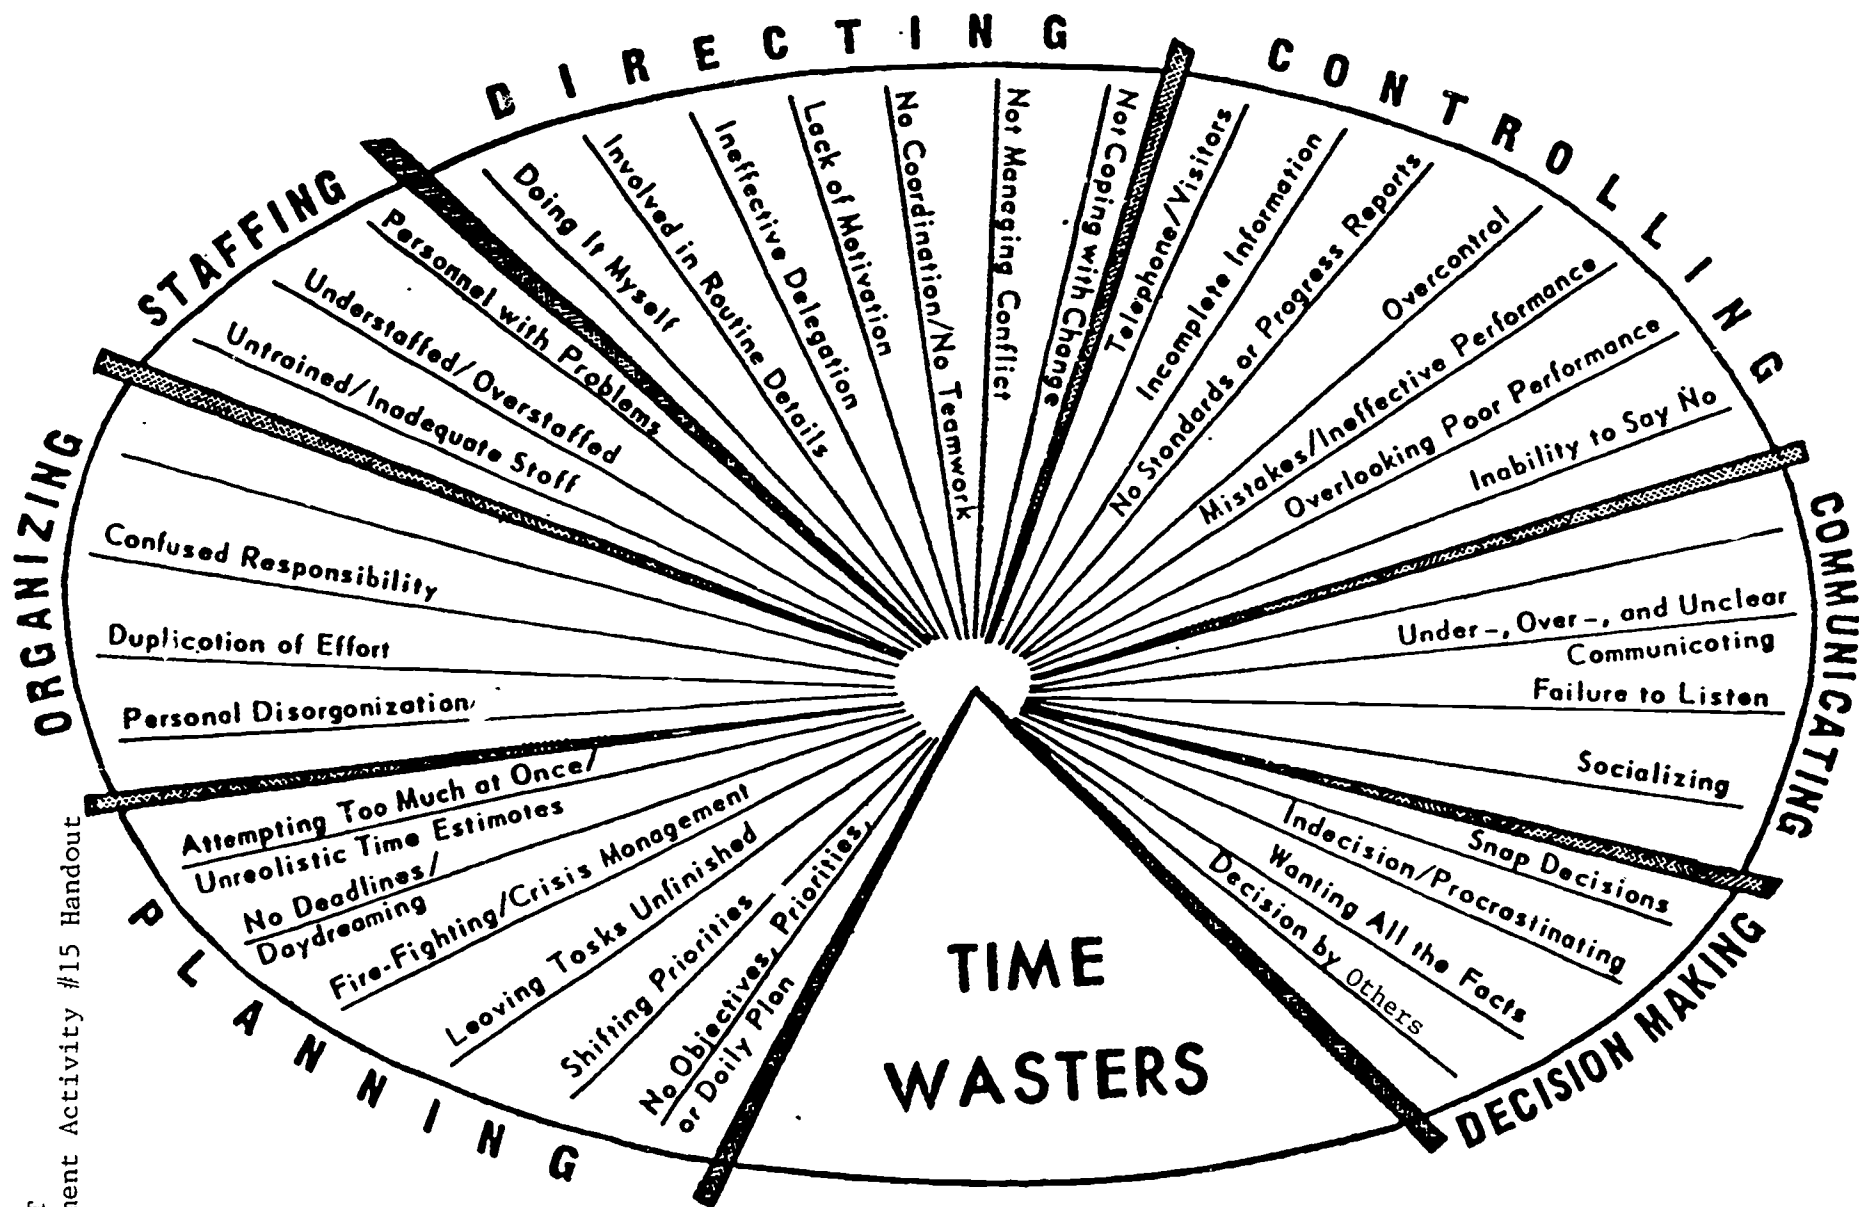 DIRECTING
Doing It Myself
Involved in Routine Details
Ineffective Delegation
Lack of Motivation
No Coordination/No Teamwork
Not Managing Conflict
Not Coping with Change
CONTROLLING
Telephone/Visitors
Incomplete Information
No Standards or Progress Reports
Overcontrol
Mistakes/Ineffective Performance
Overlooking Poor Performance
Inability to Say No
COMMUNICATING
Under-, Over-, and Unclear
Communicating
Failure to Listen
Socializing
DECISION MAKING
Snap Decisions
Indecision/Procrastinating
Wanting All the Facts
Decision by Others
TIME
WASTERS
PLANNING
No Objectives, Priorities,
or Daily Plan
Shifting Priorities
Leaving Tasks Unfinished
Fire-Fighting/Crisis Management
No Deadlines/
Daydreaming
Attempting Too Much at Once/
Unrealistic Time Estimates
ORGANIZING
Personal Disorganization
Duplication of Effort
Confused Responsibility
STAFFING
Untrained/Inadequate Staff
Understaffed/Overstaffed
Personnel with Problems
Activity #15 Handout